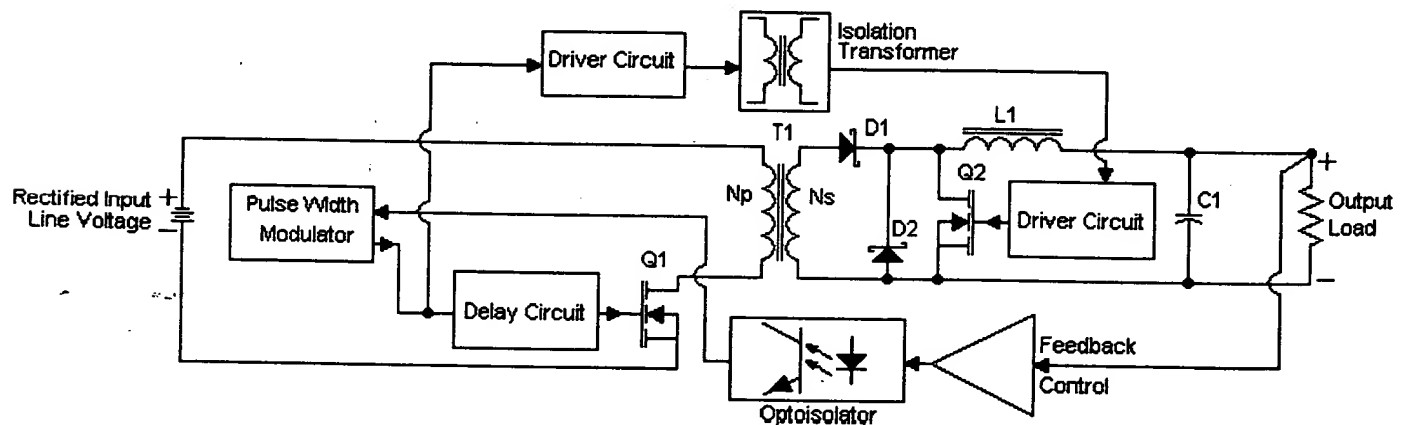 Isolation
Transformer
Driver Circuit
T1
D1
L1
Rectified Input
Line Voltage
+
−
Pulse Width
Modulator
Np
Ns
Q2
D2
Driver Circuit
C1
+
Output
Load
−
Q1
Delay Circuit
Feedback
Control
Optoisolator